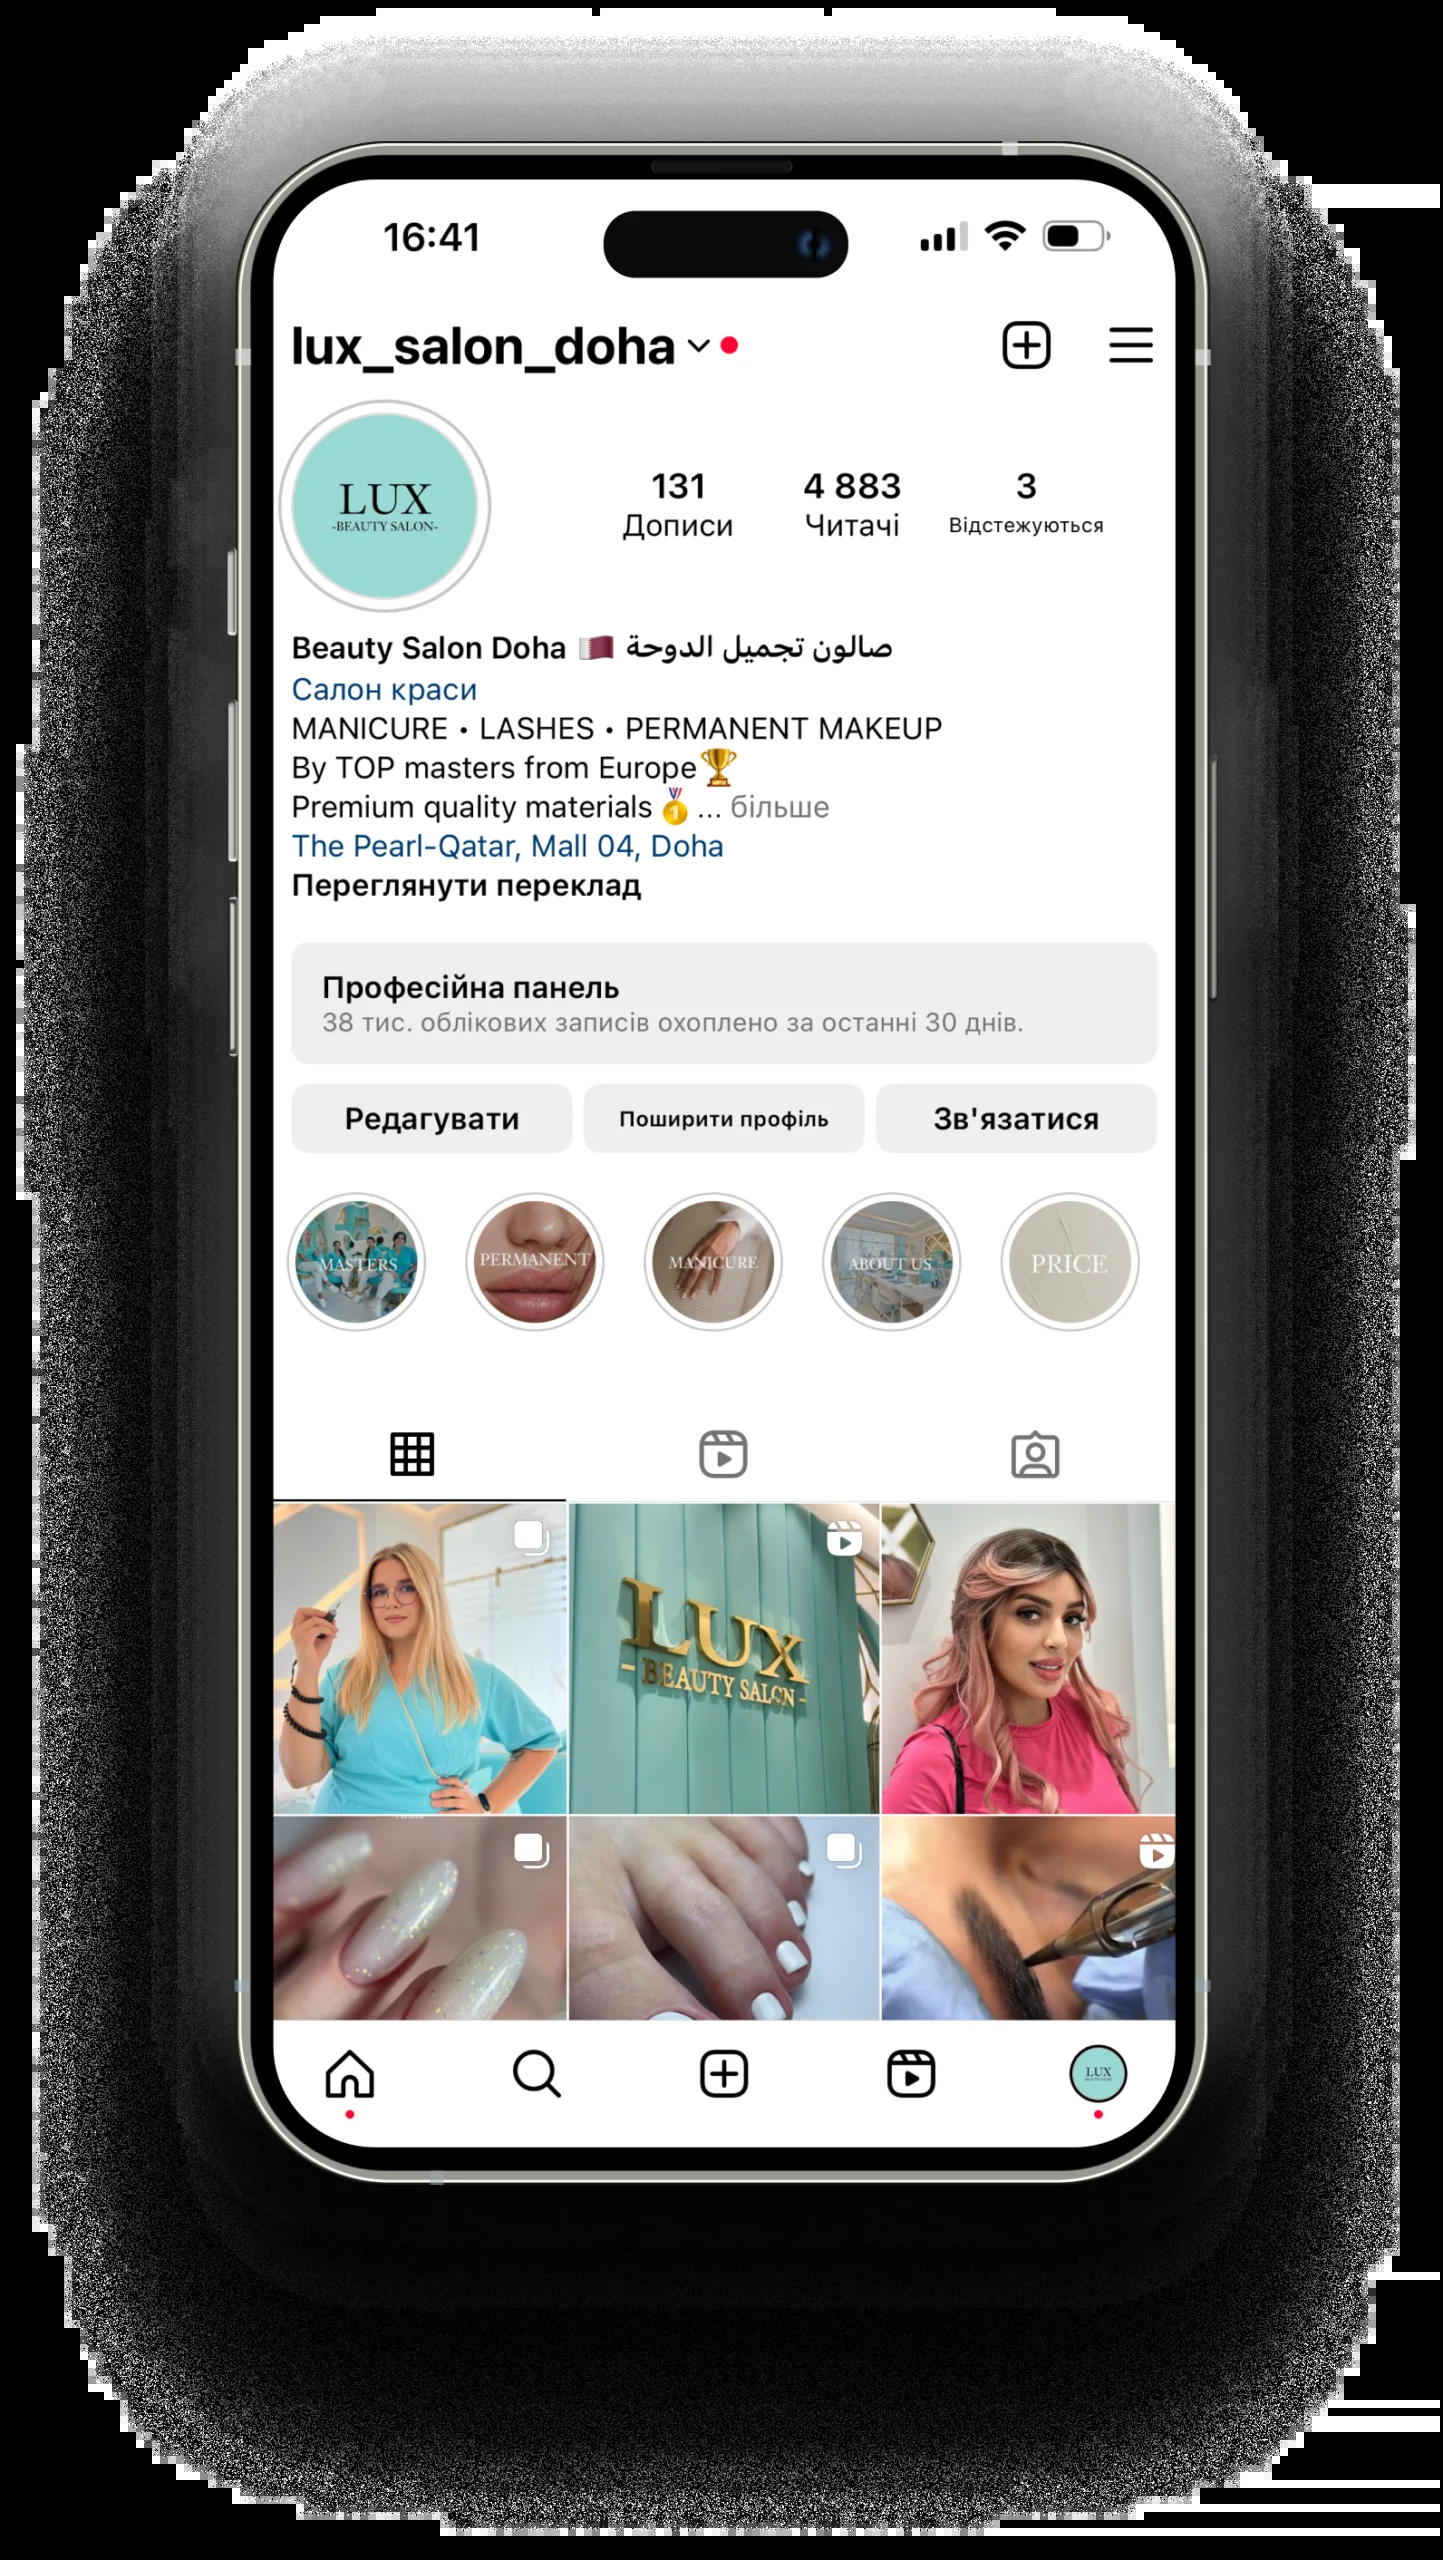 16:41
lux_salon_doha
LUX
-BEAUTY SALON-
131 4 883 3
Дописи Читачі Відстежуються
Beauty Salon Doha 🇶🇦 صالون تجميل الدوحة
Салон краси
MANICURE • LASHES • PERMANENT MAKEUP
By TOP masters from Europe🏆
Premium quality materials 🥇 ... більше
The Pearl-Qatar, Mall 04, Doha
Переглянути переклад
Професійна панель
38 тис. облікових записів охоплено за останні 30 днів.
Редагувати Поширити профіль Зв'язатися
MASTERS PERMANENT MANICURE ABOUT US PRICE
LUX
- BEAUTY SALON -
LUX